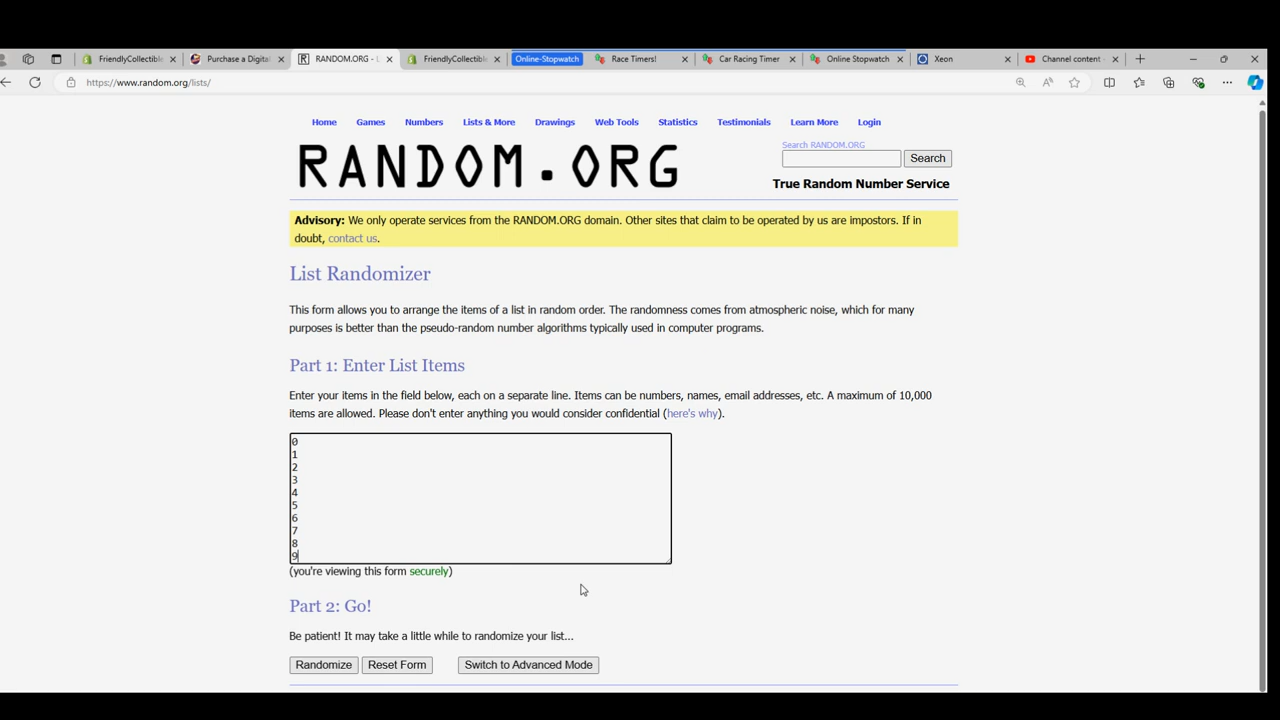 FriendlyCollectible
Purchase a Digital
RANDOM.ORG - L
FriendlyCollectibles
Online-Stopwatch
Race Timers!
Car Racing Timer
Online Stopwatch
Xeon
Channel content
https://www.random.org/lists/
Home Games Numbers Lists & More Drawings Web Tools Statistics Testimonials Learn More Login
RANDOM.ORG
Search RANDOM.ORG
Search
True Random Number Service
Advisory: We only operate services from the RANDOM.ORG domain. Other sites that claim to be operated by us are impostors. If in
doubt, contact us.
List Randomizer
This form allows you to arrange the items of a list in random order. The randomness comes from atmospheric noise, which for many
purposes is better than the pseudo-random number algorithms typically used in computer programs.
Part 1: Enter List Items
Enter your items in the field below, each on a separate line. Items can be numbers, names, email addresses, etc. A maximum of 10,000
items are allowed. Please don't enter anything you would consider confidential (here's why).
0
1
2
3
4
5
6
7
8
9
(you're viewing this form securely)
Part 2: Go!
Be patient! It may take a little while to randomize your list...
Randomize Reset Form Switch to Advanced Mode